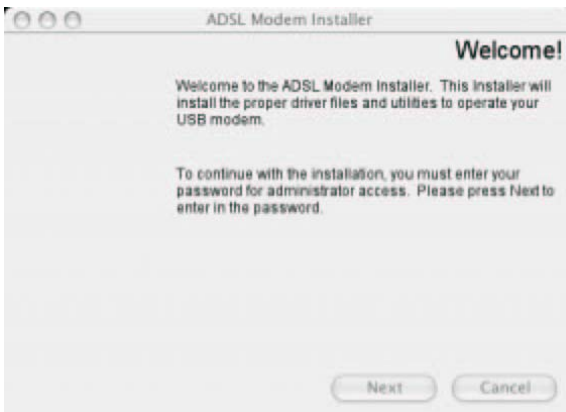 ADSL Modem Installer
Welcome!
Welcome to the ADSL Modem Installer. This Installer will
install the proper driver files and utilities to operate your
USB modem.
To continue with the installation, you must enter your
password for administrator access. Please press Next to
enter in the password.
Next
Cancel